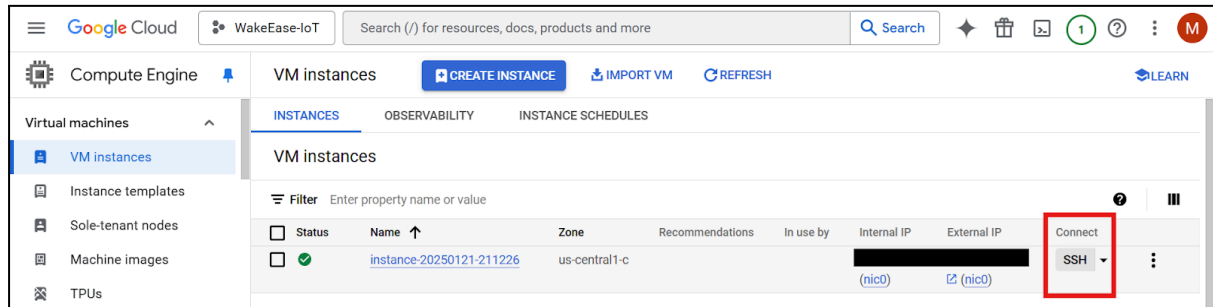 Google Cloud WakeEase-IoT Search (/) for resources, docs, products and more Search 1 M
Compute Engine VM instances CREATE INSTANCE IMPORT VM REFRESH LEARN
Virtual machines INSTANCES OBSERVABILITY INSTANCE SCHEDULES
VM instances VM instances
Instance templates Filter Enter property name or value
Sole-tenant nodes Status Name Zone Recommendations In use by Internal IP External IP Connect
Machine images instance-20250121-211226 us-central1-c SSH
(nic0) (nic0)
TPUs